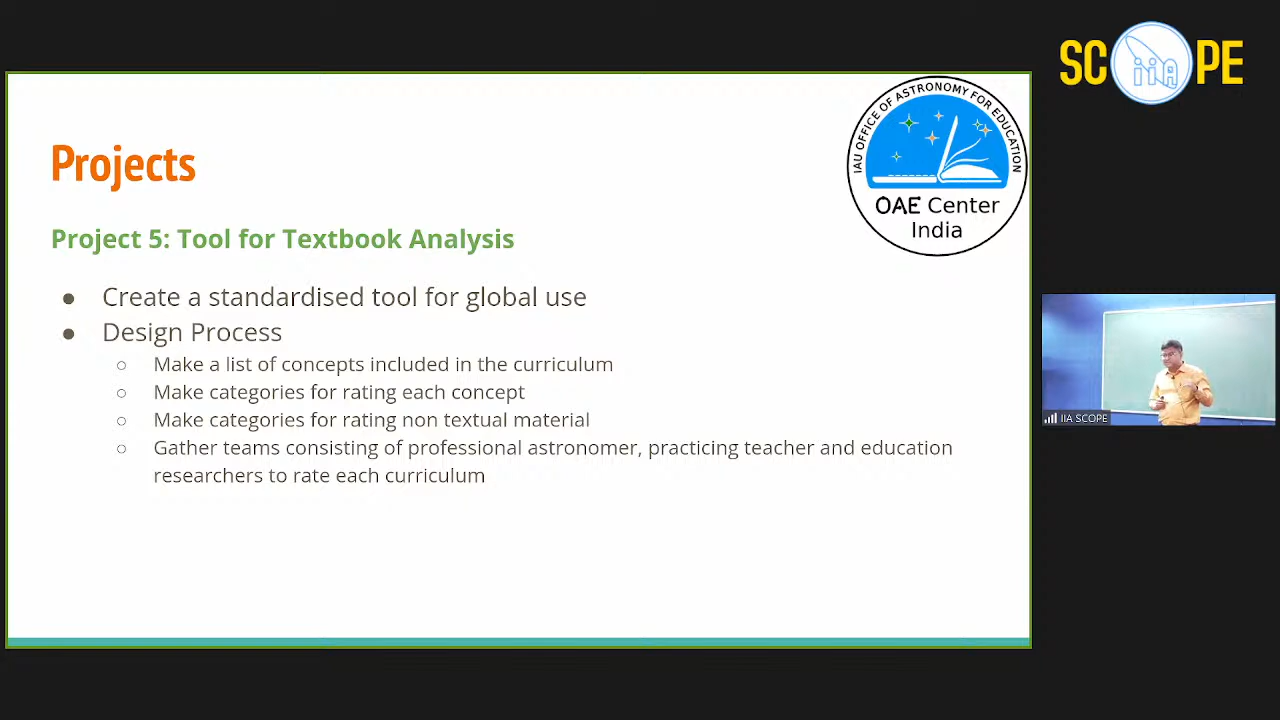 SC iiA PE
IAU OFFICE OF ASTRONOMY FOR EDUCATION
OAE Center
India
Projects
Project 5: Tool for Textbook Analysis
● Create a standardised tool for global use
● Design Process
○ Make a list of concepts included in the curriculum
○ Make categories for rating each concept
○ Make categories for rating non textual material
○ Gather teams consisting of professional astronomer, practicing teacher and education
researchers to rate each curriculum
IIA SCOPE